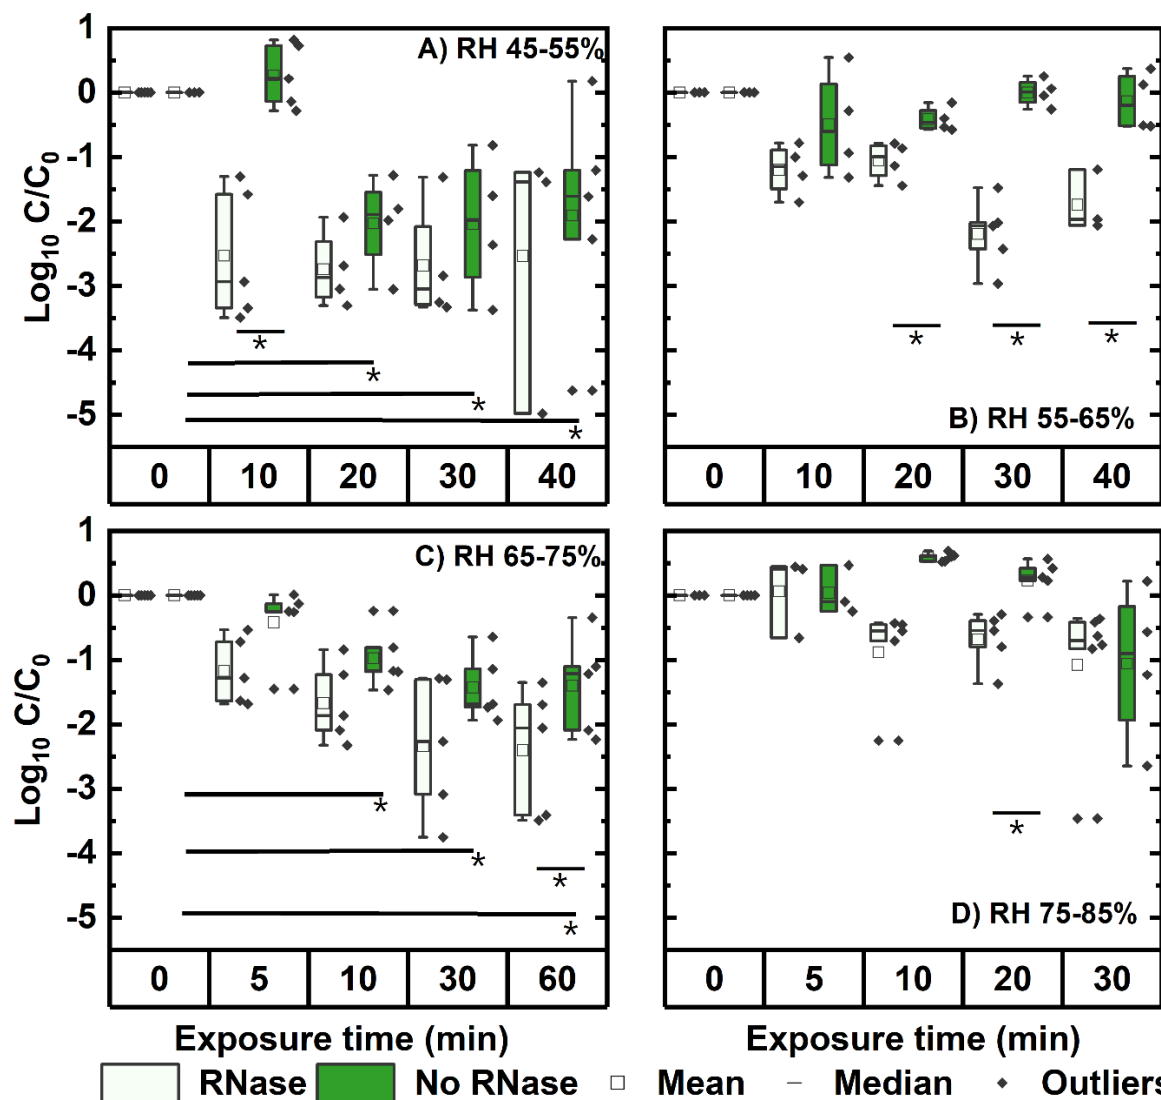 A) RH 45-55%
Log10 C/C0
1
0
-1
-2
-3
-4
-5
* * * *
0 10 20 30 40
B) RH 55-65%
* * *
0 10 20 30 40
C) RH 65-75%
Log10 C/C0
1
0
-1
-2
-3
-4
-5
* * * *
0 5 10 30 60
Exposure time (min)
D) RH 75-85%
*
0 5 10 20 30
Exposure time (min)
RNase No RNase Mean Median Outliers